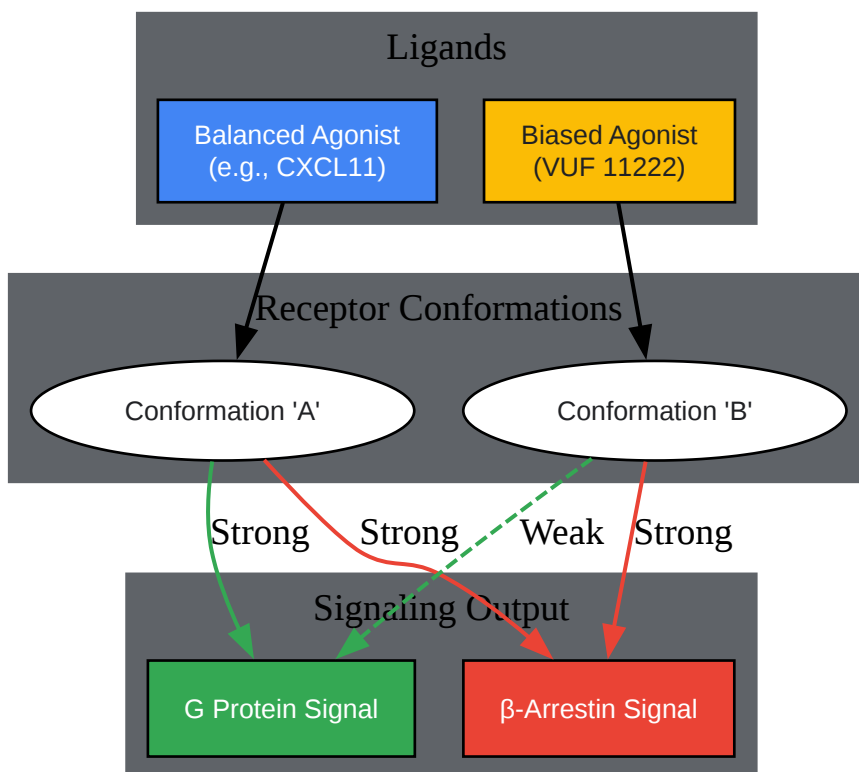 Ligands
Balanced Agonist
(e.g., CXCL11)
Biased Agonist
(VUF 11222)
Receptor Conformations
Conformation 'A'
Conformation 'B'
Strong
Strong
Weak
Strong
Signaling Output
G Protein Signal
β-Arrestin Signal